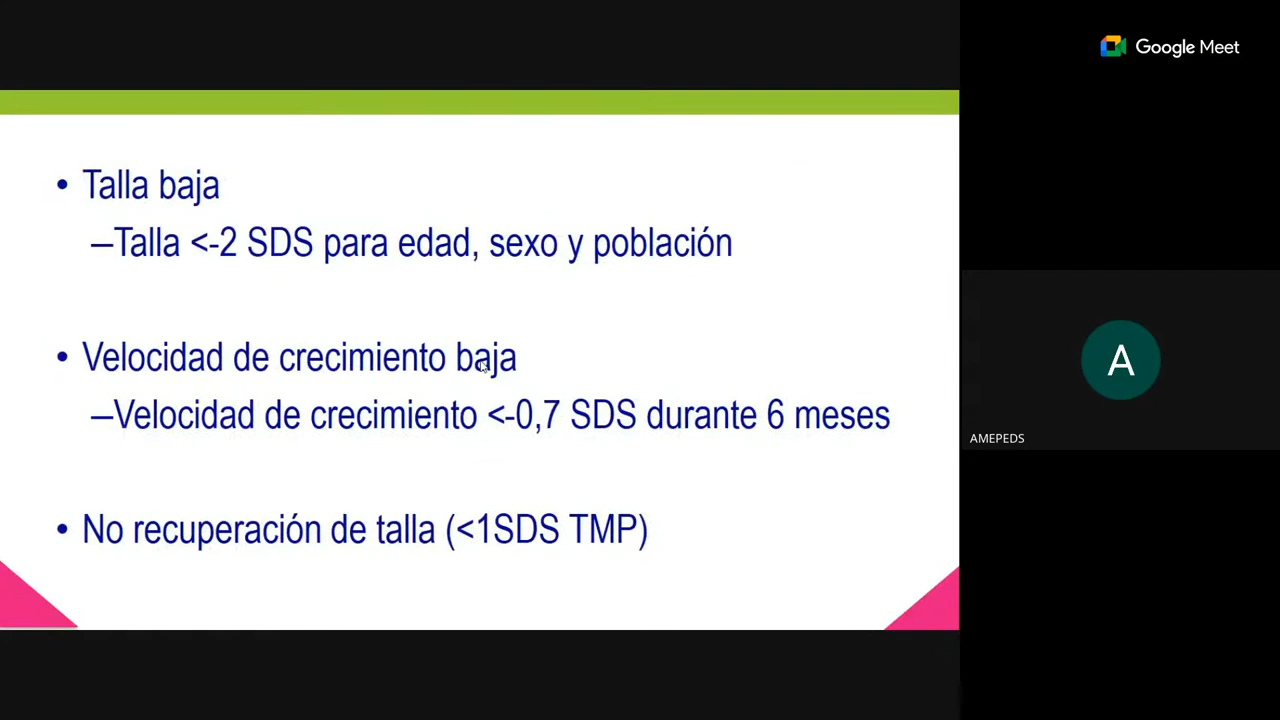 Google Meet
• Talla baja
–Talla <-2 SDS para edad, sexo y población
• Velocidad de crecimiento baja
–Velocidad de crecimiento <-0,7 SDS durante 6 meses
• No recuperación de talla (<1SDS TMP)
A
AMEPEDS